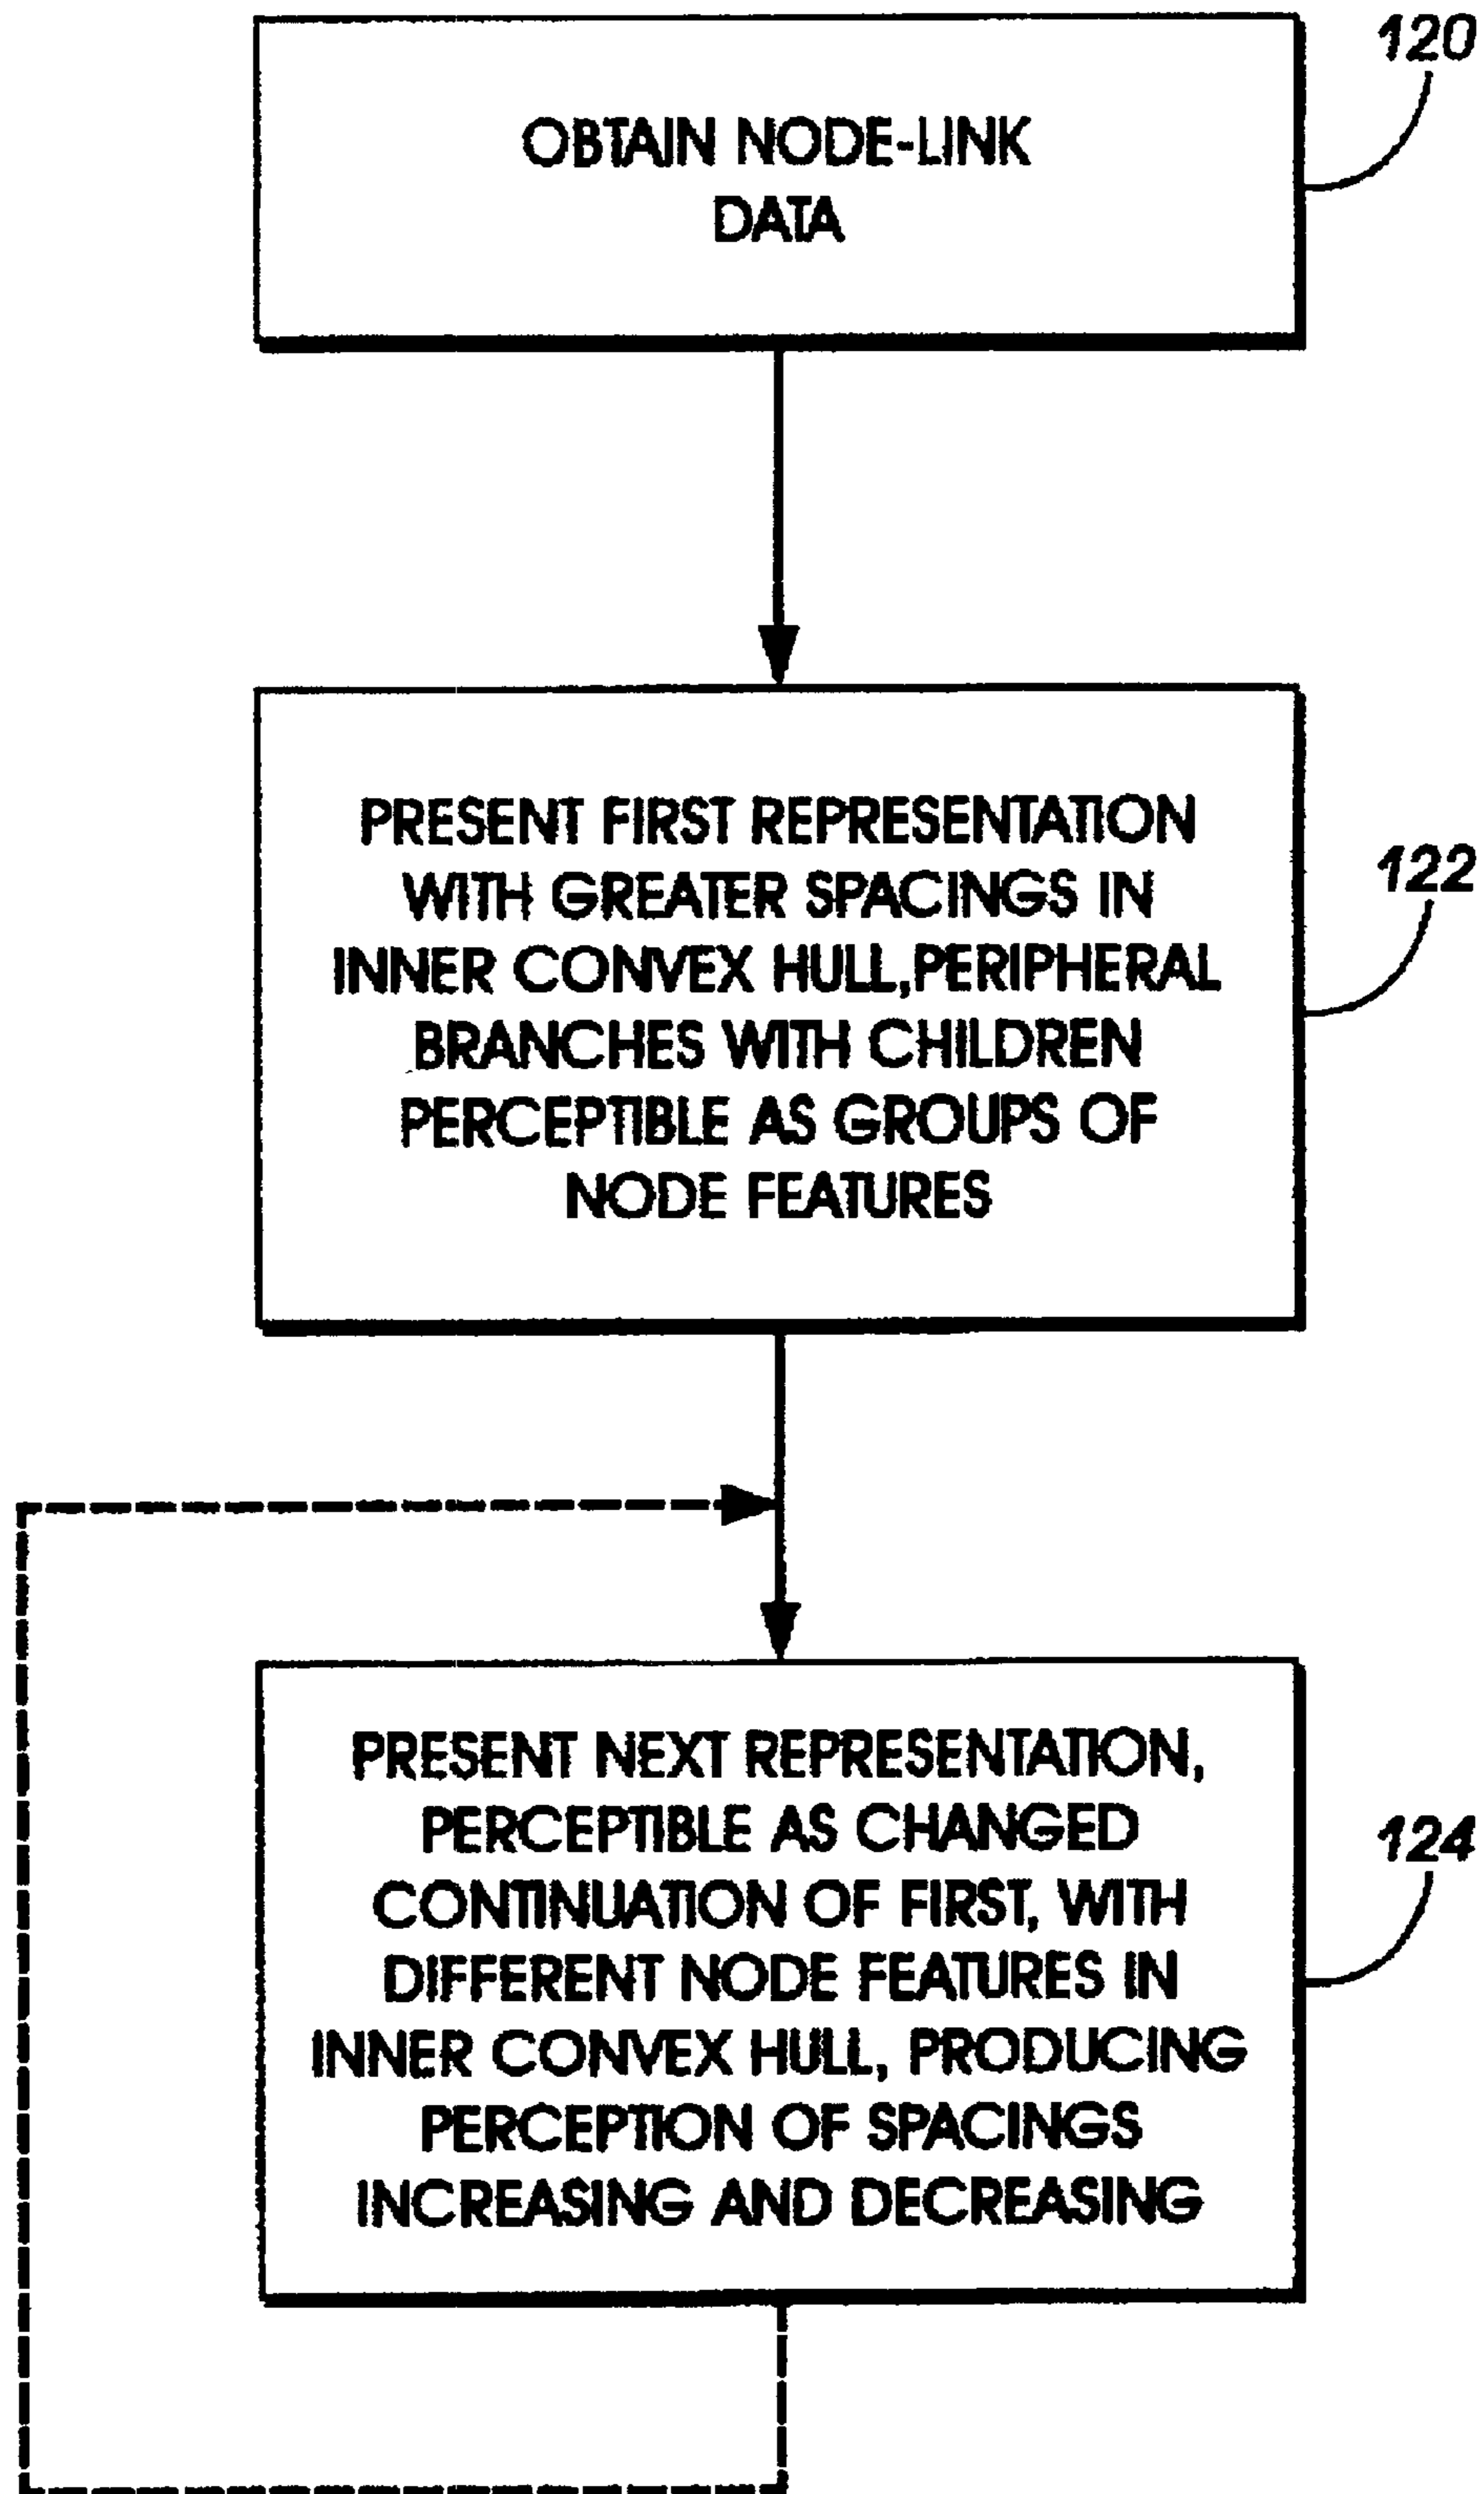 120
OBTAIN NODE-LINK
DATA
PRESENT FIRST REPRESENTATION
WITH GREATER SPACINGS IN
INNER CONVEX HULL,PERIPHERAL
BRANCHES WITH CHILDREN
PERCEPTIBLE AS GROUPS OF
NODE FEATURES
122
PRESENT NEXT REPRESENTATION,
PERCEPTIBLE AS CHANGED
CONTINUATION OF FIRST, WITH
DIFFERENT NODE FEATURES IN
INNER CONVEX HULL, PRODUCING
PERCEPTION OF SPACINGS
INCREASING AND DECREASING
124